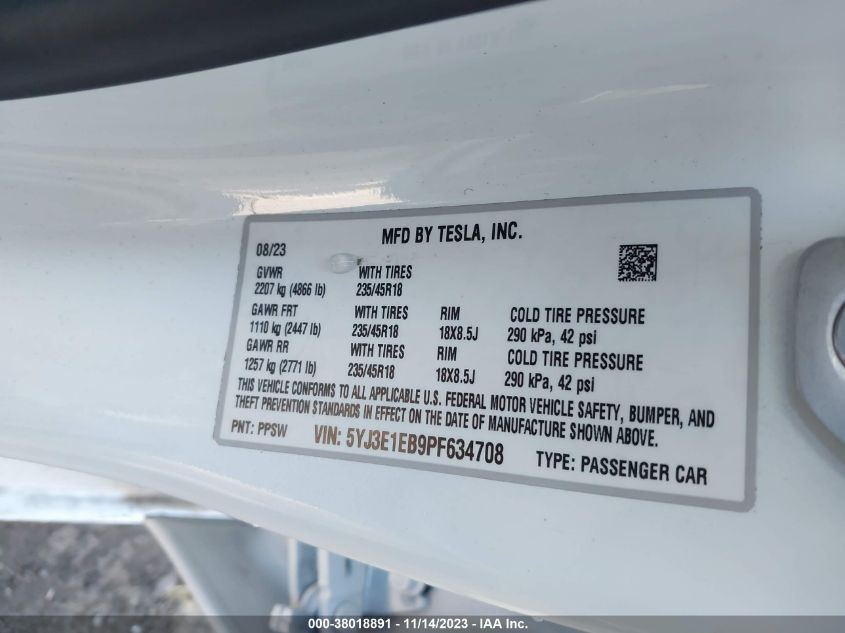 MFD BY TESLA, INC.
08/23
GVWR WITH TIRES
2207 kg (4866 lb) 235/45R18
GAWR FRT WITH TIRES RIM COLD TIRE PRESSURE
1110 kg (2447 lb) 235/45R18 18X8.5J 290 kPa, 42 psi
GAWR RR WITH TIRES RIM COLD TIRE PRESSURE
1257 kg (2771 lb) 235/45R18 18X8.5J 290 kPa, 42 psi
THIS VEHICLE CONFORMS TO ALL APPLICABLE U.S. FEDERAL MOTOR VEHICLE SAFETY, BUMPER, AND
THEFT PREVENTION STANDARDS IN EFFECT ON THE DATE OF MANUFACTURE SHOWN ABOVE.
PNT: PPSW VIN: 5YJ3E1EB9PF634708 TYPE: PASSENGER CAR
000-38018891 - 11/14/2023 - IAA Inc.